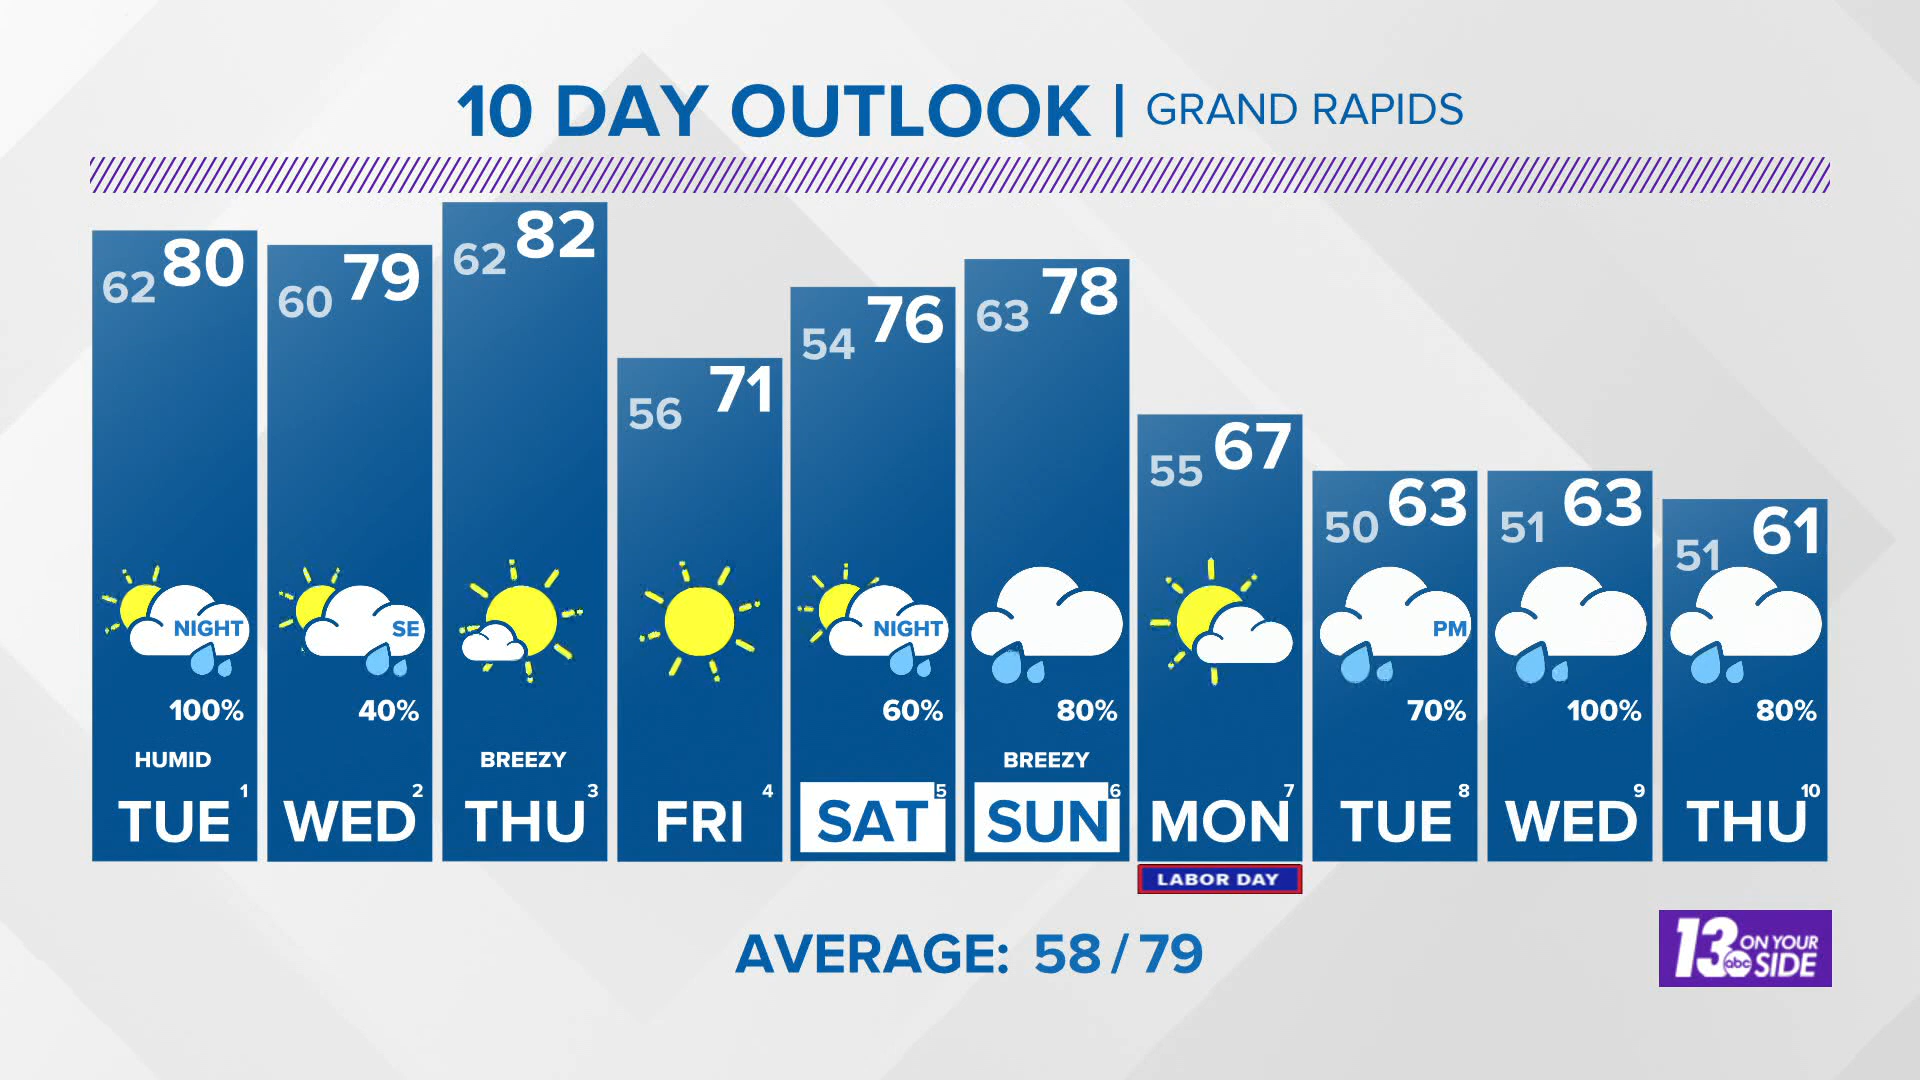 10 DAY OUTLOOK | GRAND RAPIDS
62 80
60 79
62 82
56 71
54 76
63 78
55 67
50 63
51 63
51 61
NIGHT
SE
NIGHT
PM
100%
40%
60%
80%
70%
100%
80%
HUMID
BREEZY
BREEZY
TUE 1
WED 2
THU 3
FRI 4
SAT 5
SUN 6
MON 7
TUE 8
WED 9
THU 10
LABOR DAY
AVERAGE: 58 / 79
13 ON YOUR
abc SIDE